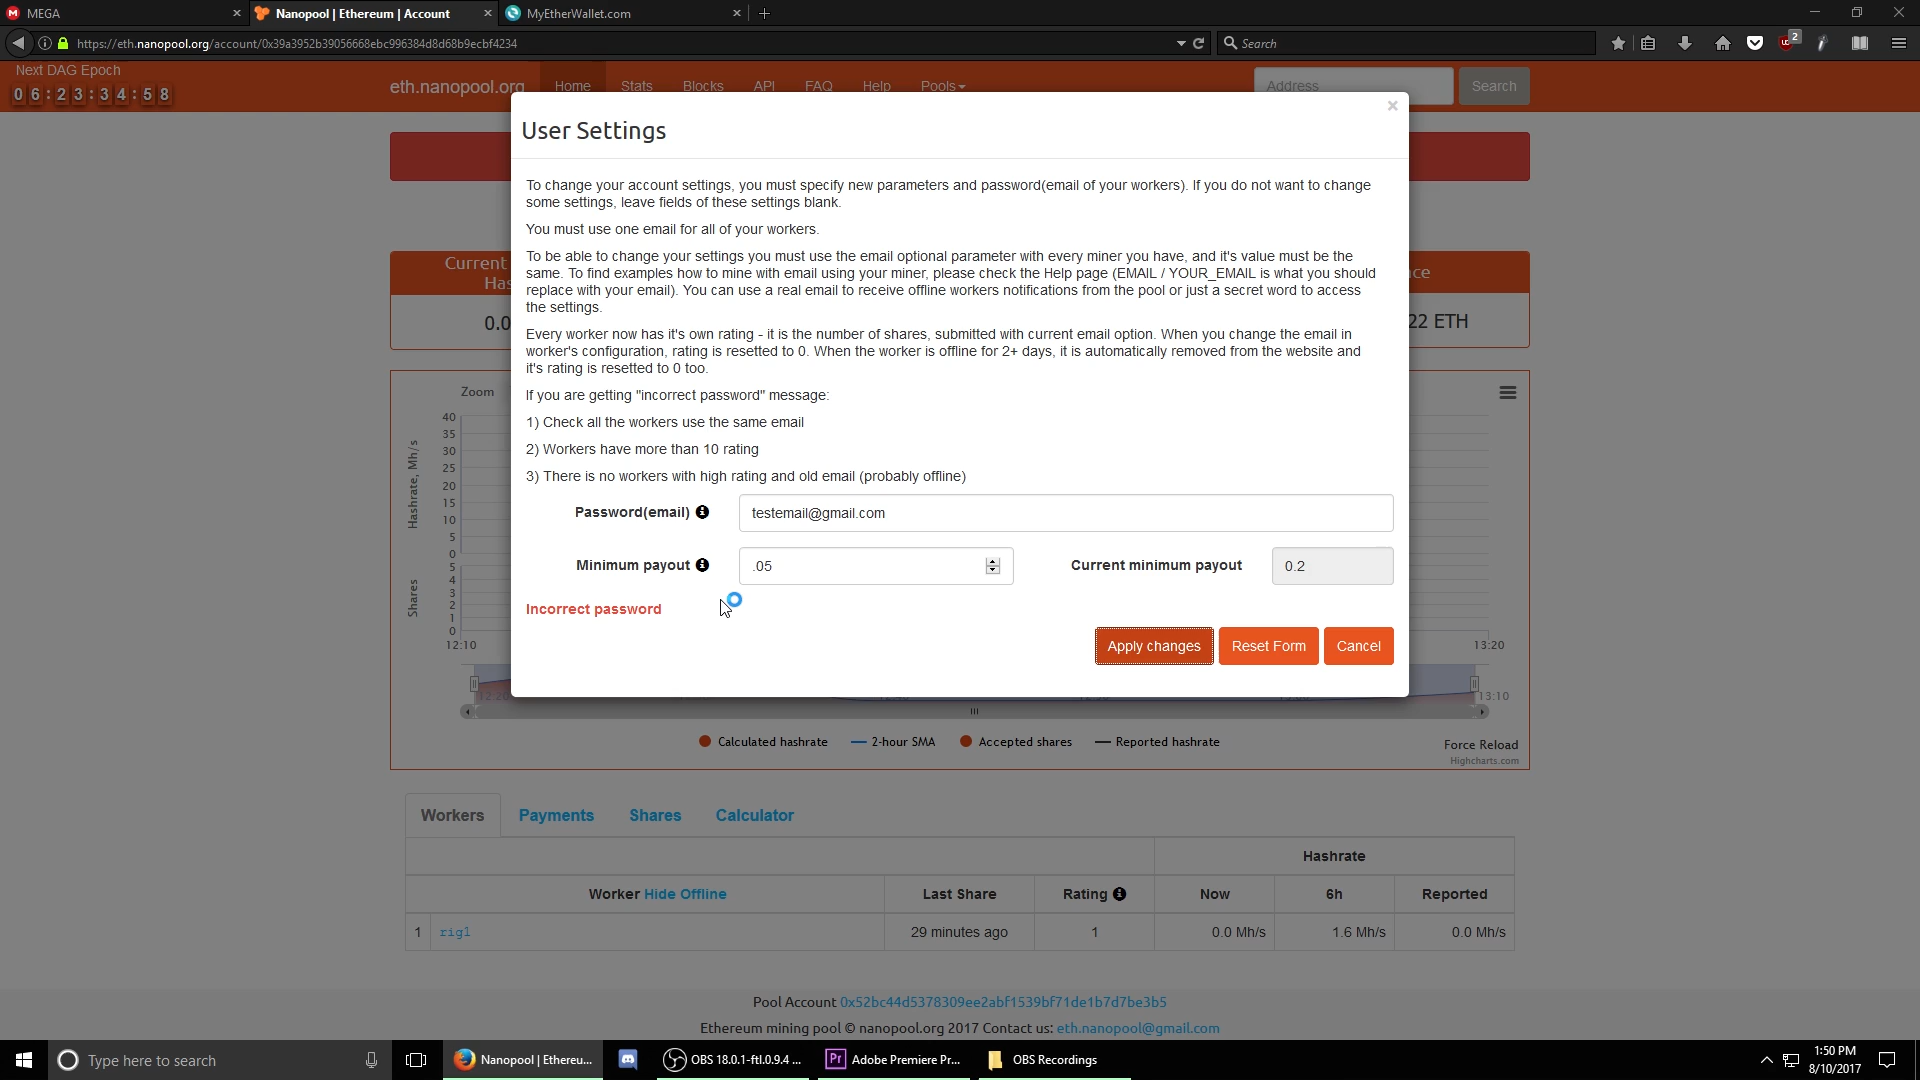 MEGA
Nanopool | Ethereum | Account
MyEtherWallet.com
https://eth.nanopool.org/account/0x39a3952b39056668ebc996384d8d68b9ecbf4234
Search
2
Next DAG Epoch
06:23:34:58
eth.nanopool.org
Home
Stats
Blocks
API
FAQ
Help
Pools
Address
Search
User Settings
To change your account settings, you must specify new parameters and password(email of your workers). If you do not want to change
some settings, leave fields of these settings blank.
You must use one email for all of your workers.
To be able to change your settings you must use the email optional parameter with every miner you have, and it's value must be the
same. To find examples how to mine with email using your miner, please check the Help page (EMAIL / YOUR_EMAIL is what you should
replace with your email). You can use a real email to receive offline workers notifications from the pool or just a secret word to access
the settings.
Every worker now has it's own rating - it is the number of shares, submitted with current email option. When you change the email in
worker's configuration, rating is resetted to 0. When the worker is offline for 2+ days, it is automatically removed from the website and
it's rating is resetted to 0 too.
If you are getting "incorrect password" message:
1) Check all the workers use the same email
2) Workers have more than 10 rating
3) There is no workers with high rating and old email (probably offline)
Password(email)
testemail@gmail.com
Minimum payout
.05
Current minimum payout
0.2
Incorrect password
Apply changes
Reset Form
Cancel
Current
22 ETH
Zoom
Hashrate, Mh/s
40
35
30
25
20
15
10
5
0
Shares
5
4
3
2
1
0
12:10
13:20
13:10
Calculated hashrate
2-hour SMA
Accepted shares
Reported hashrate
Force Reload
Highcharts.com
Workers
Payments
Shares
Calculator
Hashrate
Worker Hide Offline
Last Share
Rating
Now
6h
Reported
1
rig1
29 minutes ago
1
0.0 Mh/s
1.6 Mh/s
0.0 Mh/s
Pool Account 0x52bc44d5378309ee2abf1539bf71de1b7d7be3b5
Ethereum mining pool © nanopool.org 2017 Contact us: eth.nanopool@gmail.com
Type here to search
Nanopool | Ethereu...
OBS 18.0.1-ftl.0.9.4 ...
Pr
Adobe Premiere Pr...
OBS Recordings
1:50 PM
8/10/2017